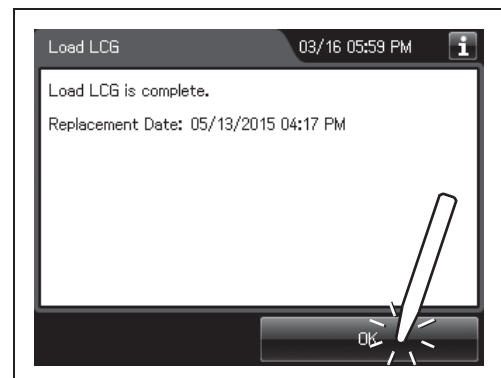 Load LCG 03/16 05:59 PM i
Load LCG is complete.
Replacement Date: 05/13/2015 04:17 PM
OK